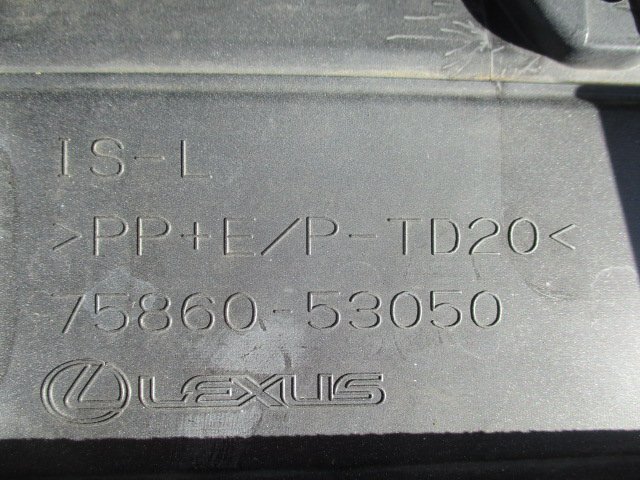 IS-L
>PP+E/P-TD20<
75860-53050
LEXUS